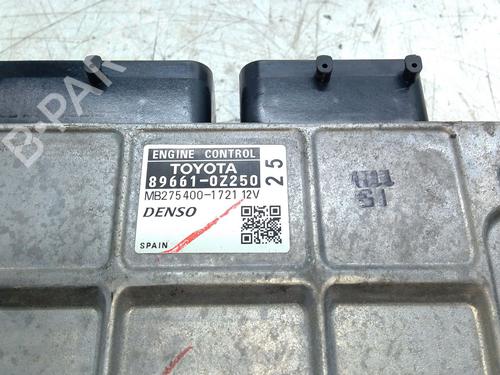 B-PARTS
ENGINE CONTROL
TOYOTA
89661-0Z250
25
MB275400-1721 12V
DENSO
SPAIN